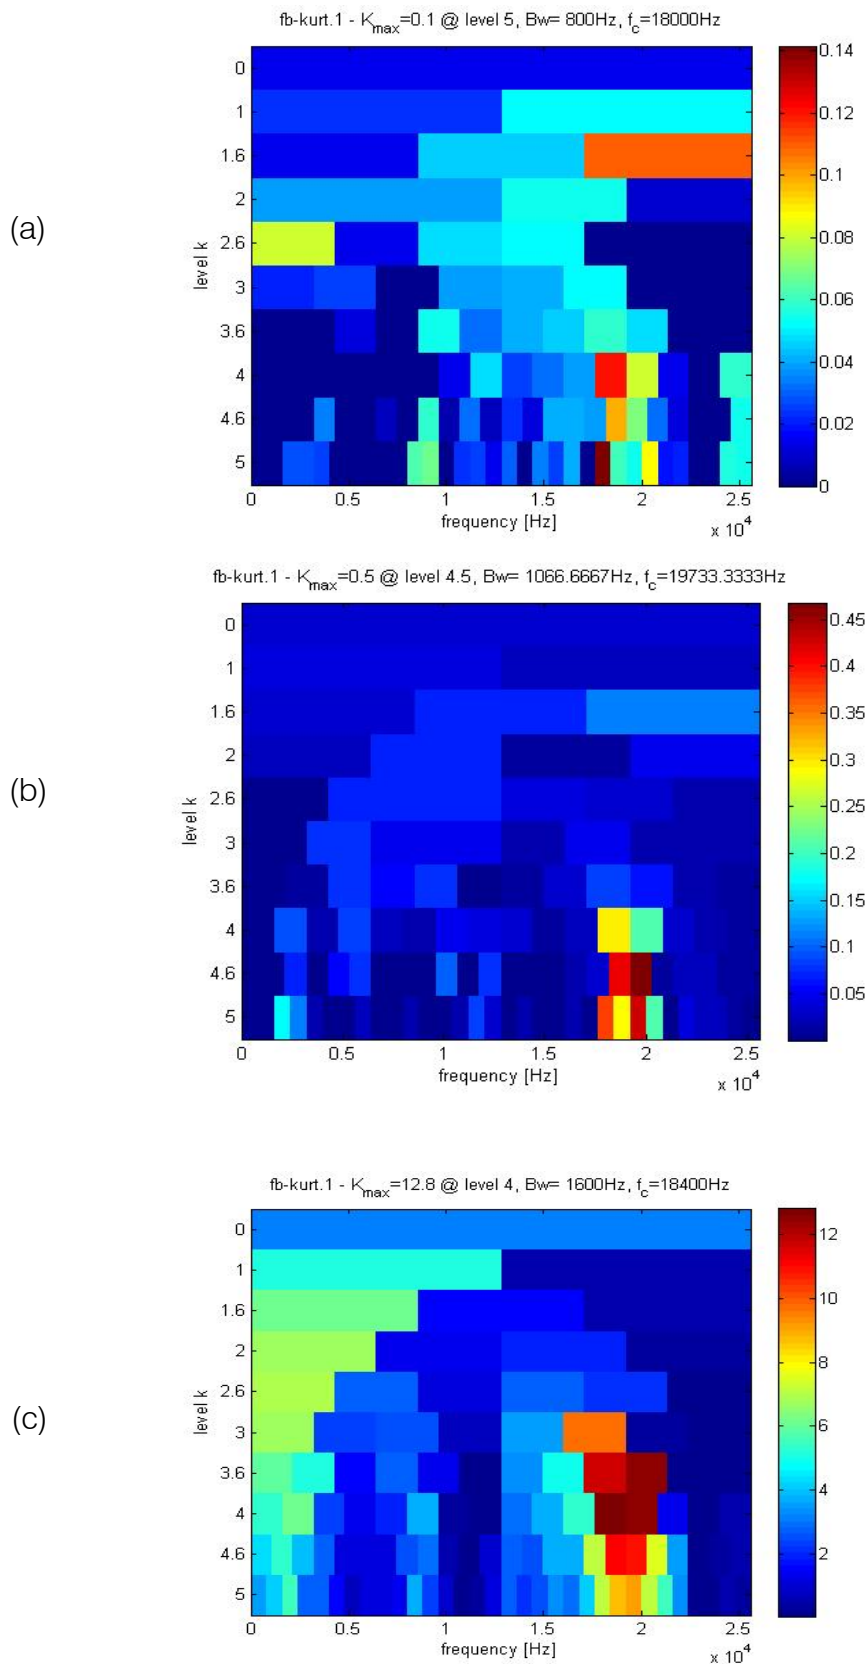 fb-kurt.1 - Kmax=0.1 @ level 5, Bw= 800Hz, fc=18000Hz
(a)
level k
0
1
1.6
2
2.6
3
3.6
4
4.6
5
0 0.5 1 1.5 2 2.5
frequency [Hz]
x 10^4
0.14
0.12
0.1
0.08
0.06
0.04
0.02
0
fb-kurt.1 - Kmax=0.5 @ level 4.5, Bw= 1066.6667Hz, fc=19733.3333Hz
(b)
level k
0
1
1.6
2
2.6
3
3.6
4
4.6
5
0 0.5 1 1.5 2 2.5
frequency [Hz]
x 10^4
0.45
0.4
0.35
0.3
0.25
0.2
0.15
0.1
0.05
fb-kurt.1 - Kmax=12.8 @ level 4, Bw= 1600Hz, fc=18400Hz
(c)
level k
0
1
1.6
2
2.6
3
3.6
4
4.6
5
0 0.5 1 1.5 2 2.5
frequency [Hz]
x 10^4
12
10
8
6
4
2